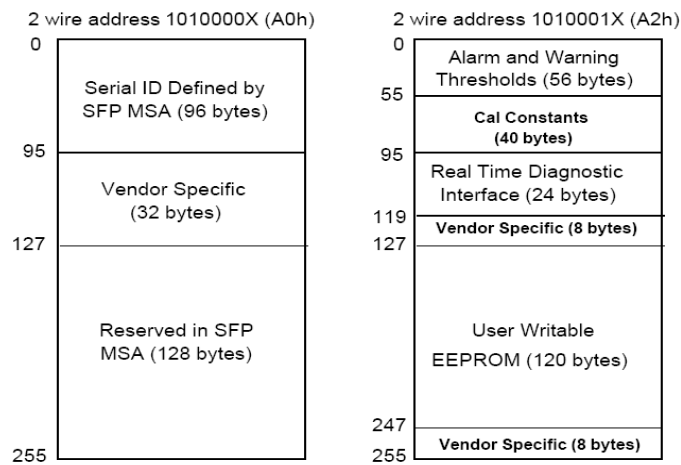 2 wire address 1010000X (A0h)
0
Serial ID Defined by
SFP MSA (96 bytes)
95
Vendor Specific
(32 bytes)
127
Reserved in SFP
MSA (128 bytes)
255
2 wire address 1010001X (A2h)
0
Alarm and Warning
Thresholds (56 bytes)
55
Cal Constants
(40 bytes)
95
Real Time Diagnostic
Interface (24 bytes)
119
Vendor Specific (8 bytes)
127
User Writable
EEPROM (120 bytes)
247
Vendor Specific (8 bytes)
255